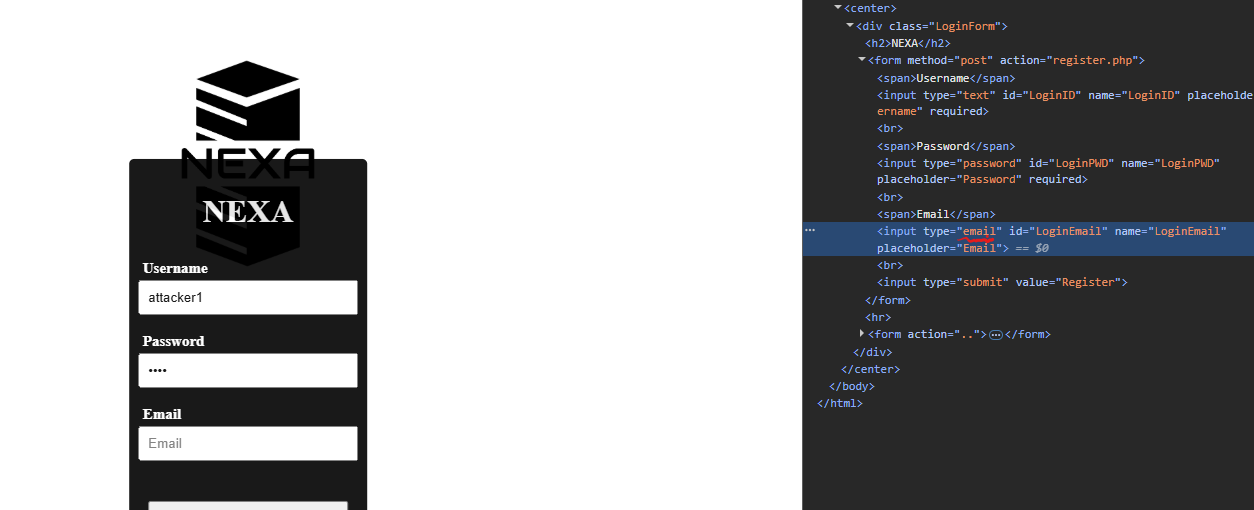 NEXA
NEXA
Username
attacker1
Password
••••
Email
Email
<center>
<div class="LoginForm">
<h2>NEXA</h2>
<form method="post" action="register.php">
<span>Username</span>
<input type="text" id="LoginID" name="LoginID" placeholde
ername" required>
<br>
<span>Password</span>
<input type="password" id="LoginPWD" name="LoginPWD"
placeholder="Password" required>
<br>
<span>Email</span>
<input type="email" id="LoginEmail" name="LoginEmail"
placeholder="Email"> == $0
<br>
<input type="submit" value="Register">
</form>
<hr>
<form action="..">…</form>
</div>
</center>
</body>
</html>